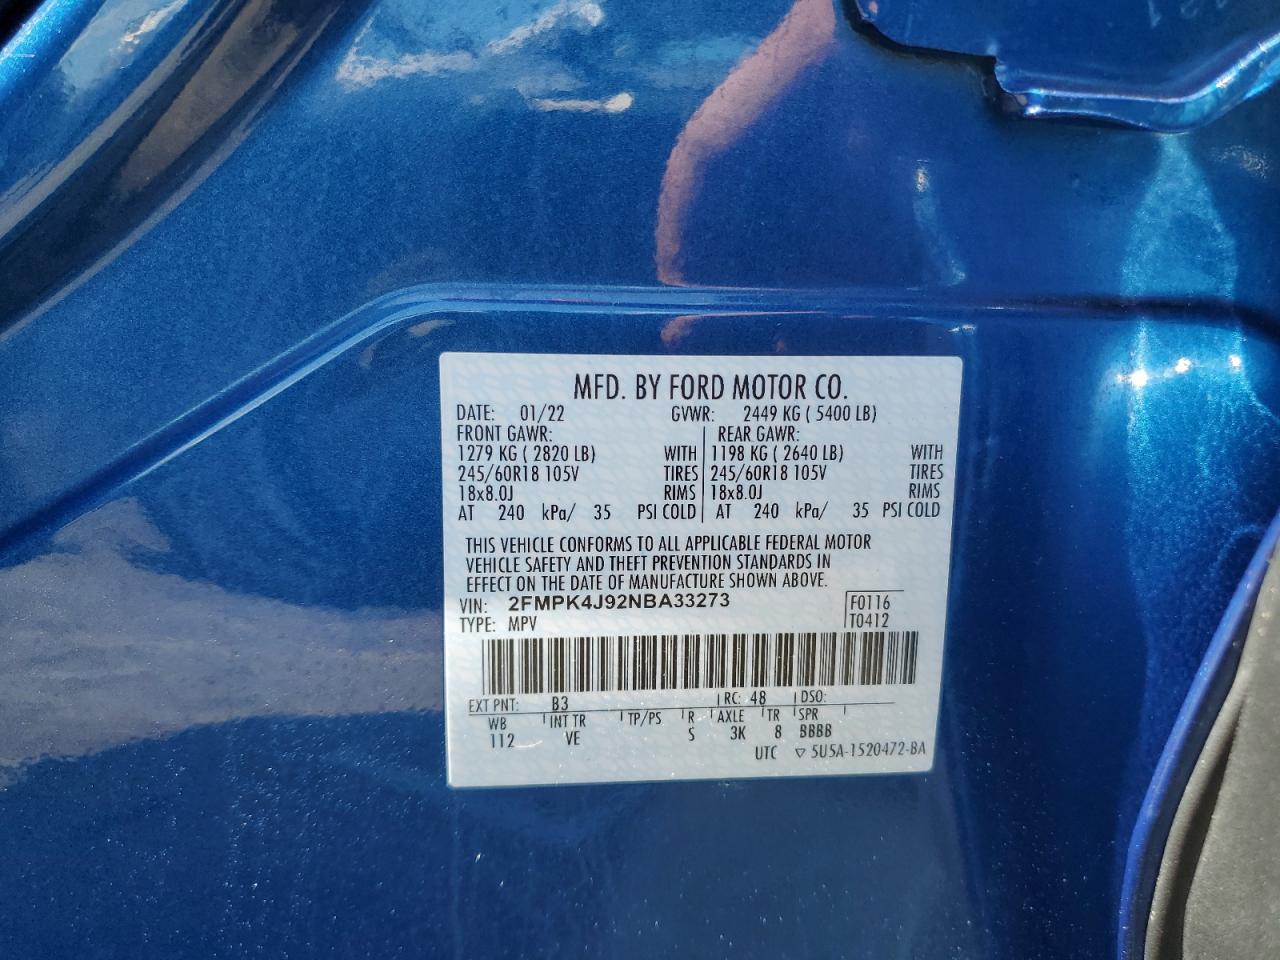 MFD. BY FORD MOTOR CO.
DATE: 01/22 GVWR: 2449 KG ( 5400 LB)
FRONT GAWR: REAR GAWR:
1279 KG ( 2820 LB) WITH 1198 KG ( 2640 LB) WITH
245/60R18 105V TIRES 245/60R18 105V TIRES
18x8.0J RIMS 18x8.0J RIMS
AT 240 kPa/ 35 PSI COLD AT 240 kPa/ 35 PSI COLD
THIS VEHICLE CONFORMS TO ALL APPLICABLE FEDERAL MOTOR
VEHICLE SAFETY AND THEFT PREVENTION STANDARDS IN
EFFECT ON THE DATE OF MANUFACTURE SHOWN ABOVE.
VIN: 2FMPK4J92NBA33273 F0116
TYPE: MPV T0412
EXT PNT: B3 RC: 48 DSO:
WB INT TR TP/PS R AXLE TR SPR
112 VE S 3K 8 BBBB
UTC ▽ 5U5A-1520472-BA